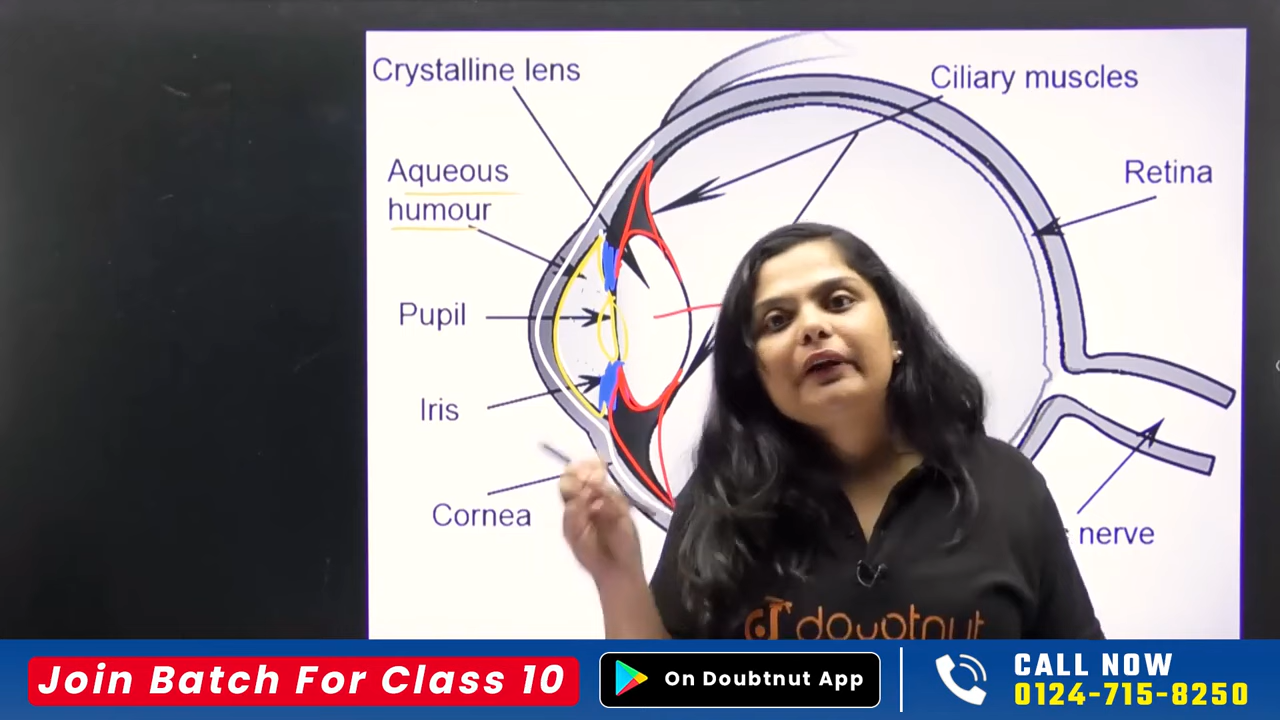 Crystalline lens
Ciliary muscles
Aqueous
humour
Retina
Pupil
Iris
Cornea
nerve
doubtnut
Join Batch For Class 10
On Doubtnut App
CALL NOW
0124-715-8250